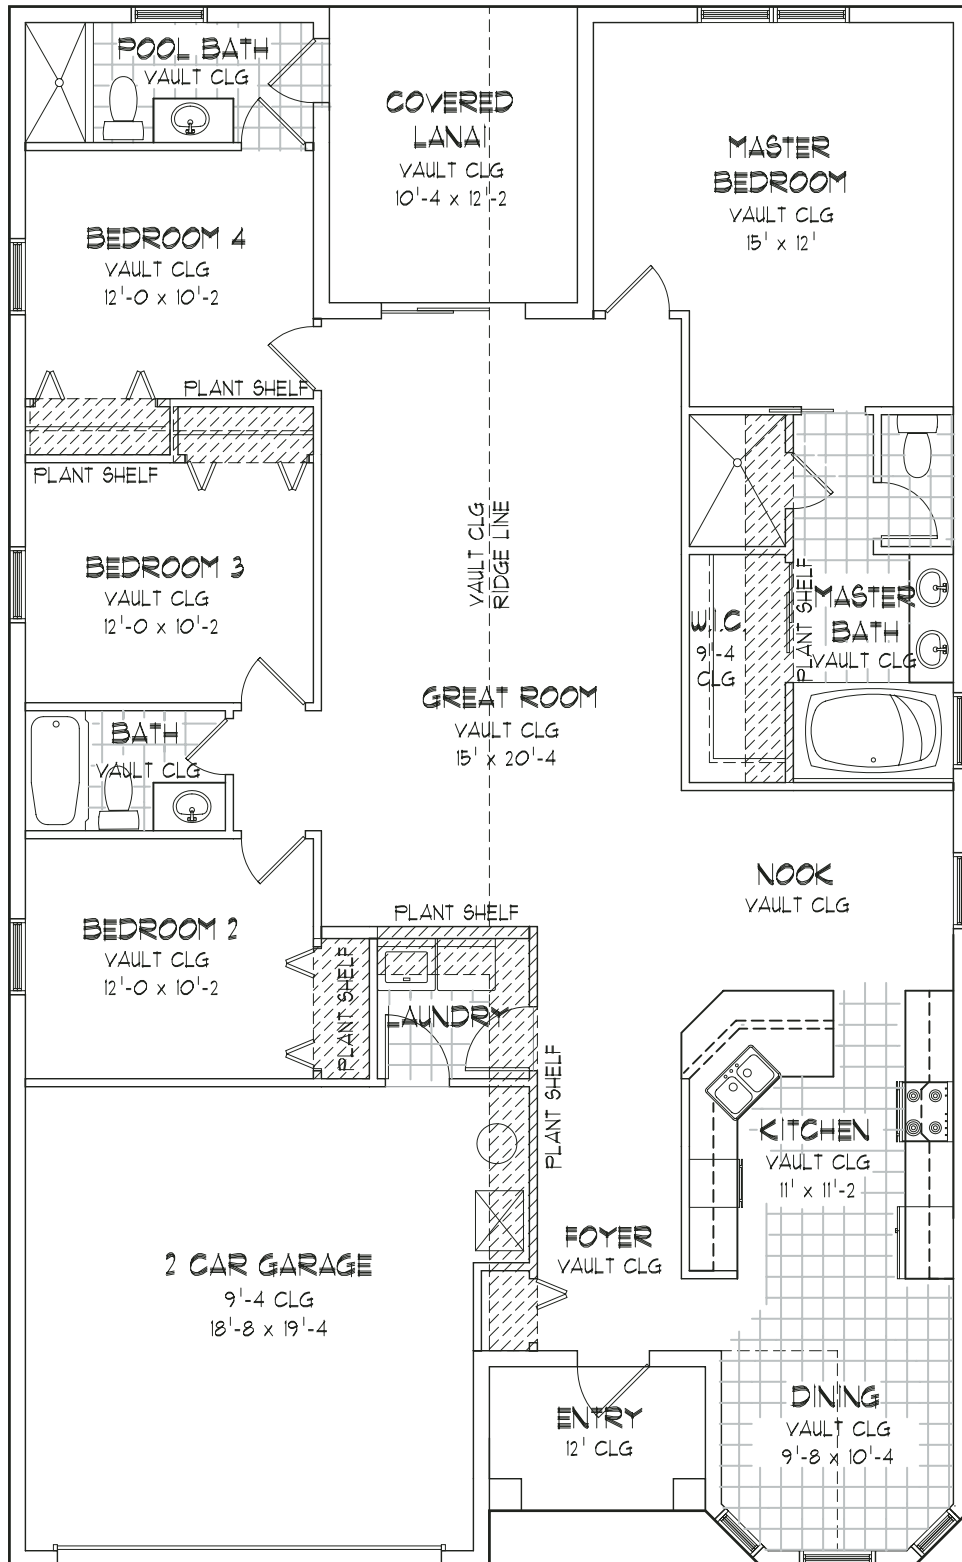 POOL BATH
VAULT CLG
COVERED
LANAI
VAULT CLG
10'-4 x 12'-2
MASTER
BEDROOM
VAULT CLG
15' x 12'
BEDROOM 4
VAULT CLG
12'-0 x 10'-2
PLANT SHELF
PLANT SHELF
BEDROOM 3
VAULT CLG
12'-0 x 10'-2
VAULT CLG
RIDGE LINE
W.I.C.
9'-4
CLG
PLANT SHELF
MASTER
BATH
VAULT CLG
GREAT ROOM
VAULT CLG
15' x 20'-4
BATH
VAULT CLG
NOOK
VAULT CLG
BEDROOM 2
VAULT CLG
12'-0 x 10'-2
PLANT SHELF
PLANT SHELF
LAUNDRY
PLANT SHELF
KITCHEN
VAULT CLG
11' x 11'-2
FOYER
VAULT CLG
2 CAR GARAGE
9'-4 CLG
18'-8 x 19'-4
ENTRY
12' CLG
DINING
VAULT CLG
9'-8 x 10'-4